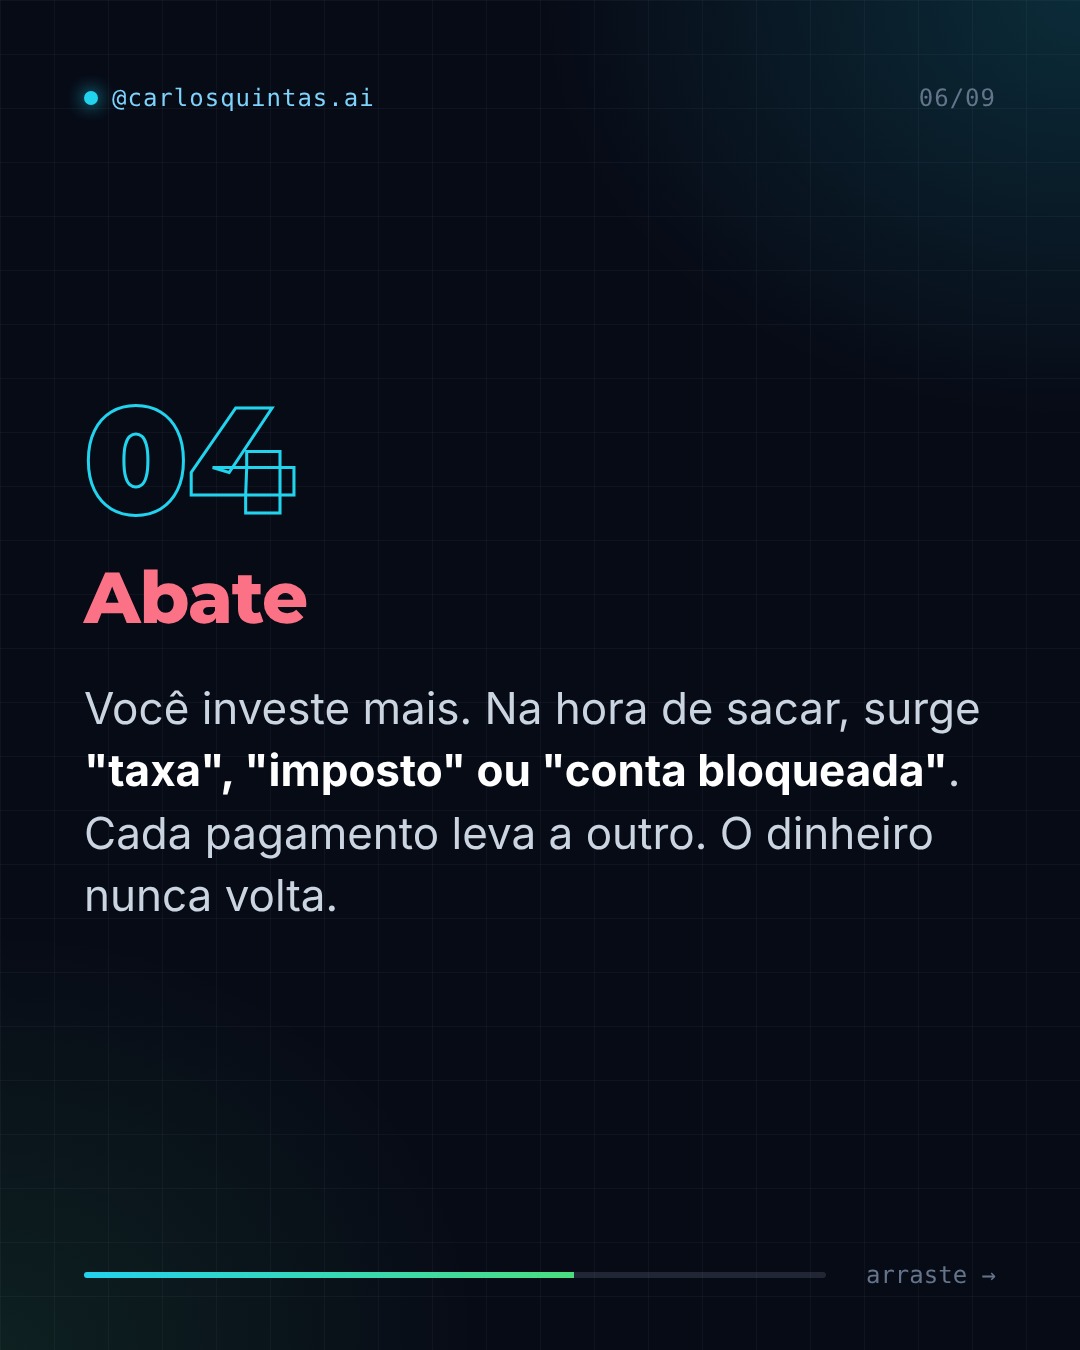 @carlosquintas.ai
06/09
04
Abate
Você investe mais. Na hora de sacar, surge
"taxa", "imposto" ou "conta bloqueada".
Cada pagamento leva a outro. O dinheiro
nunca volta.
arraste →